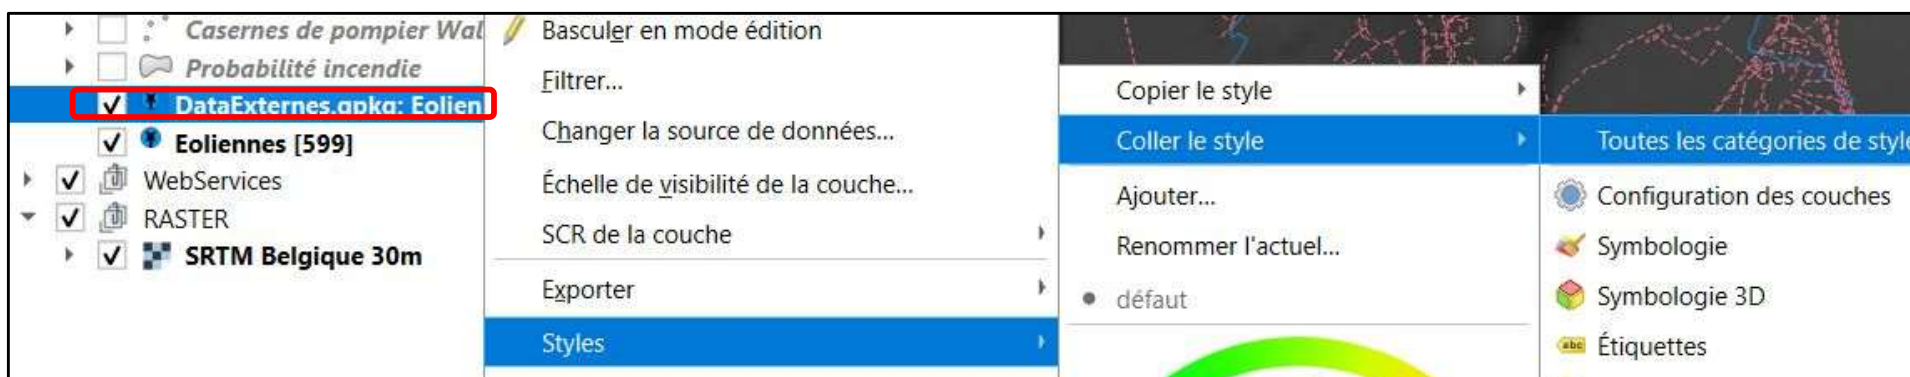 Casernes de pompier Wal
Probabilité incendie
DataExternes.gpkg: Eolien
Eoliennes [599]
WebServices
RASTER
SRTM Belgique 30m
Basculer en mode édition
Filtrer...
Changer la source de données...
Échelle de visibilité de la couche...
SCR de la couche
Exporter
Styles
Copier le style
Coller le style
Ajouter...
Renommer l'actuel...
défaut
Toutes les catégories de style
Configuration des couches
Symbologie
Symbologie 3D
abc Étiquettes